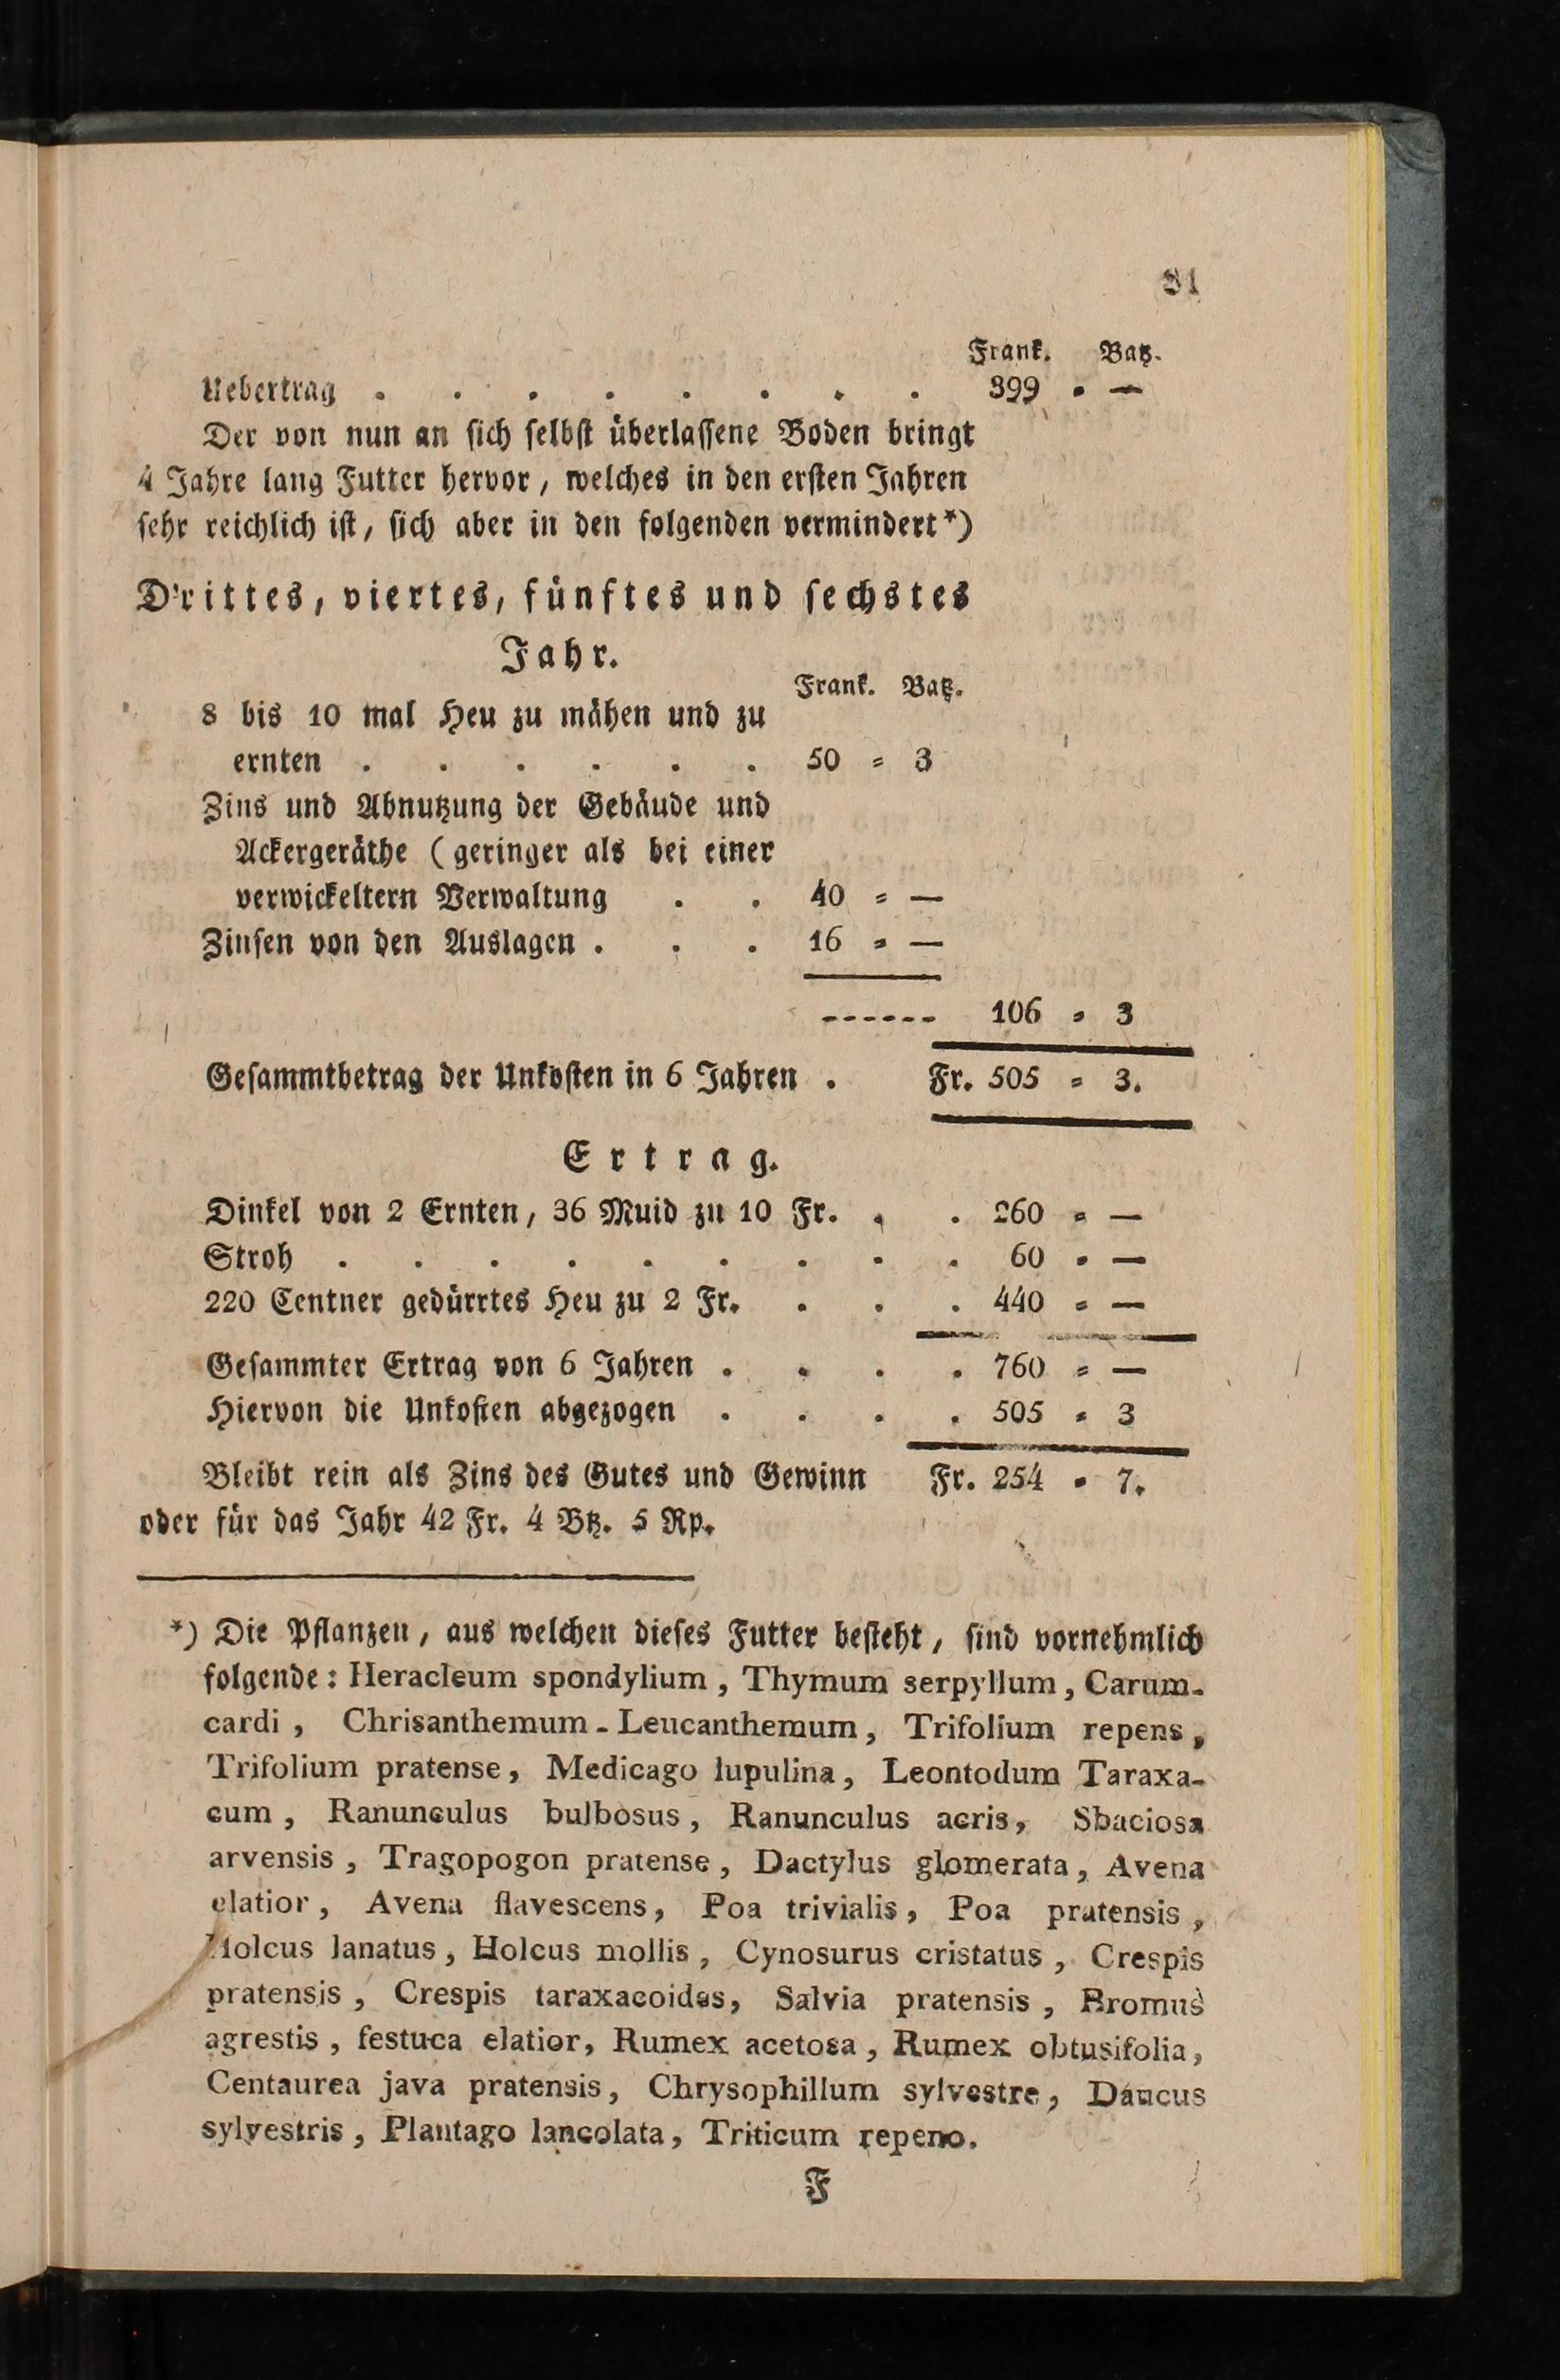 81
Frank. Batz.
Uebertrag . . . . . . . . 399 = —
Der von nun an sich selbst überlassene Boden bringt
4 Jahre lang Futter hervor, welches in den ersten Jahren
sehr reichlich ist, sich aber in den folgenden vermindert*)
Drittes, viertes, fünftes und sechstes
Jahr.
Frank. Batz.
8 bis 10 mal Heu zu mähen und zu
ernten . . . . . . 50 = 3
Zins und Abnutzung der Gebäude und
Ackergeräthe (geringer als bei einer
verwickeltern Verwaltung . . 40 = —
Zinsen von den Auslagen . . . 16 = —
------ 106 = 3
Gesammtbetrag der Unkosten in 6 Jahren . Fr. 505 = 3.
Ertrag.
Dinkel von 2 Ernten, 36 Muid zu 10 Fr. . . 260 = —
Stroh . . . . . . . . . 60 = —
220 Centner gedürrtes Heu zu 2 Fr. . . . 440 = —
Gesammter Ertrag von 6 Jahren . . . . 760 = —
Hiervon die Unkosten abgezogen . . . . 505 = 3
Bleibt rein als Zins des Gutes und Gewinn Fr. 254 = 7.
oder für das Jahr 42 Fr. 4 Btz. 5 Rp.
*) Die Pflanzen, aus welchen dieses Futter besteht, sind vornehmlich
folgende: Heracleum spondylium, Thymum serpyllum, Carum-
cardi, Chrisanthemum-Leucanthemum, Trifolium repens,
Trifolium pratense, Medicago lupulina, Leontodum Taraxa-
cum, Ranunculus bulbosus, Ranunculus acris, Sbaciosa
arvensis, Tragopogon pratense, Dactylus glomerata, Avena
elatior, Avena flavescens, Poa trivialis, Poa pratensis,
Holcus lanatus, Holcus mollis, Cynosurus cristatus, Crespis
pratensis, Crespis taraxacoides, Salvia pratensis, Bromus
agrestis, festuca elatior, Rumex acetosa, Rumex obtusifolia,
Centaurea java pratensis, Chrysophillum sylvestre, Daucus
sylvestris, Plantago lancolata, Triticum repeno.
F